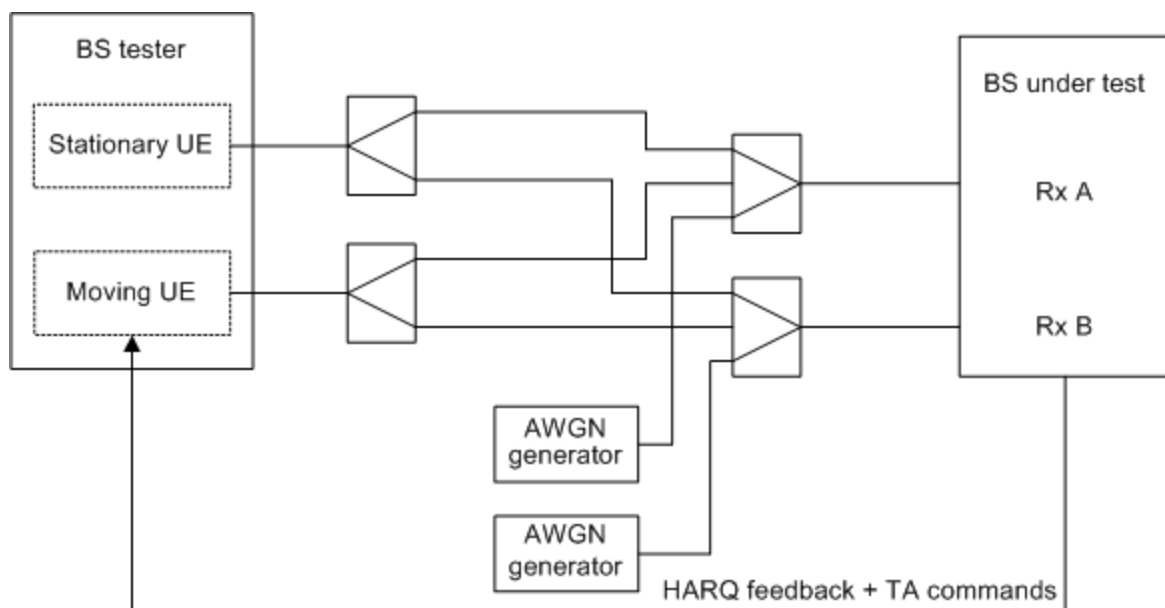 BS tester
Stationary UE
Moving UE
BS under test
Rx A
Rx B
AWGN
generator
AWGN
generator
HARQ feedback + TA commands